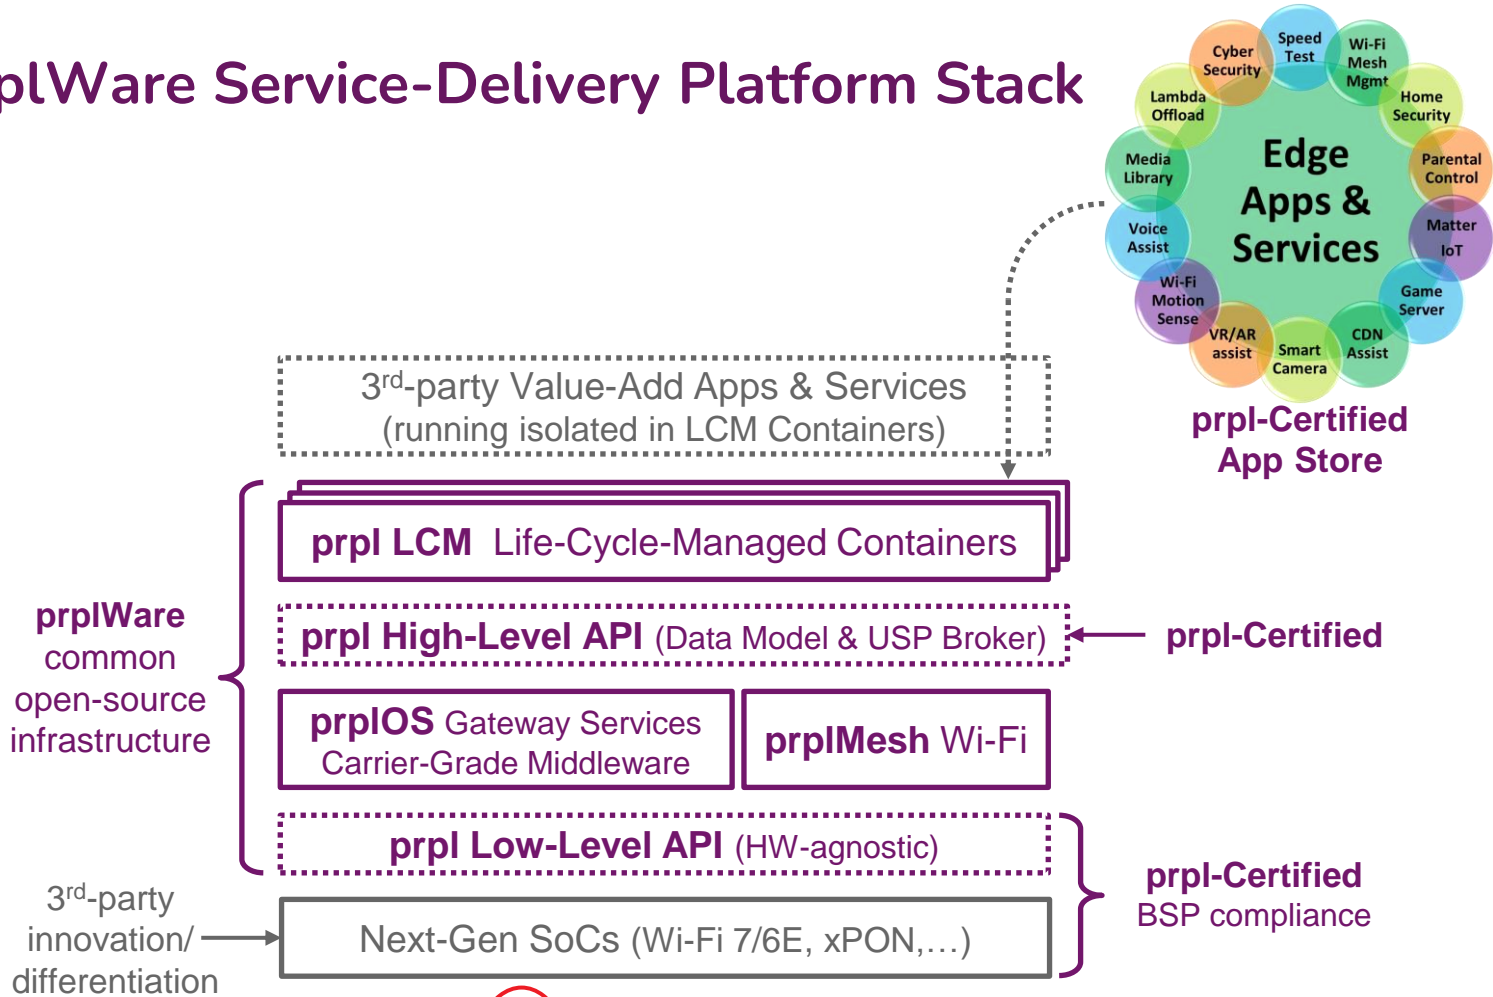 plWare Service-Delivery Platform Stack
Speed
Test
Wi-Fi
Mesh
Mgmt
Cyber
Security
Home
Security
Lambda
Offload
Parental
Control
Media
Library
Edge
Apps &
Services
Matter
IoT
Voice
Assist
Game
Server
Wi-Fi
Motion
Sense
CDN
Assist
VR/AR
assist
Smart
Camera
prpl-Certified
App Store
3rd-party Value-Add Apps & Services
(running isolated in LCM Containers)
prpl LCM Life-Cycle-Managed Containers
prplWare
common
open-source
infrastructure
prpl High-Level API (Data Model & USP Broker)
prpl-Certified
prplOS Gateway Services
Carrier-Grade Middleware
prplMesh Wi-Fi
prpl Low-Level API (HW-agnostic)
prpl-Certified
BSP compliance
3rd-party
innovation/
differentiation
Next-Gen SoCs (Wi-Fi 7/6E, xPON,...)